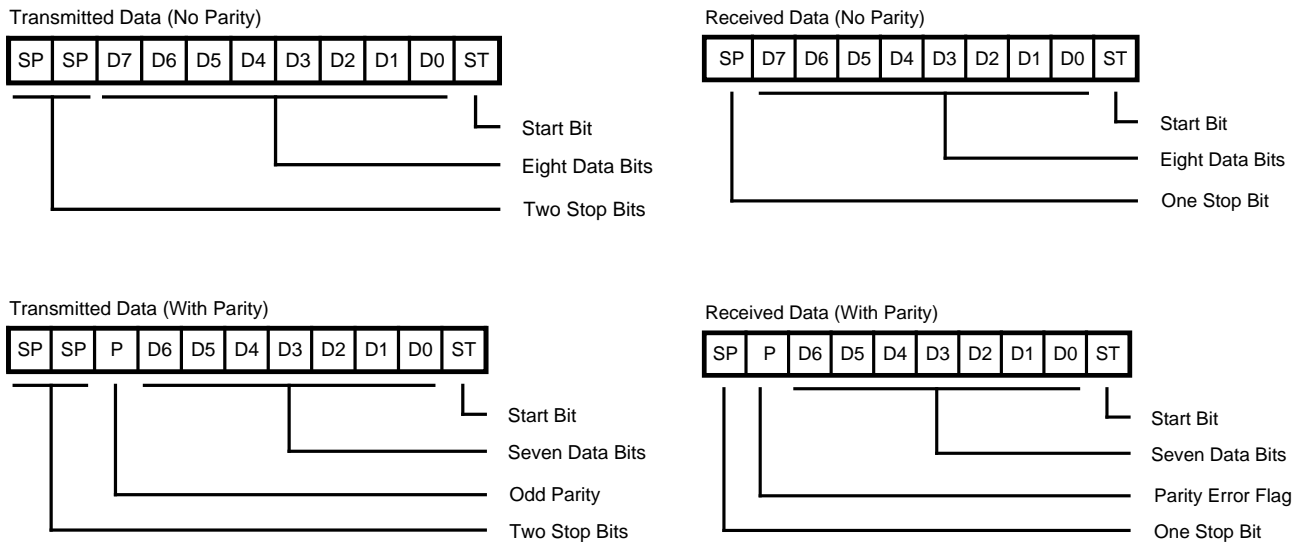 Transmitted Data (No Parity)
SP SP D7 D6 D5 D4 D3 D2 D1 D0 ST
Start Bit
Eight Data Bits
Two Stop Bits
Received Data (No Parity)
SP D7 D6 D5 D4 D3 D2 D1 D0 ST
Start Bit
Eight Data Bits
One Stop Bit
Transmitted Data (With Parity)
SP SP P D6 D5 D4 D3 D2 D1 D0 ST
Start Bit
Seven Data Bits
Odd Parity
Two Stop Bits
Received Data (With Parity)
SP P D6 D5 D4 D3 D2 D1 D0 ST
Start Bit
Seven Data Bits
Parity Error Flag
One Stop Bit